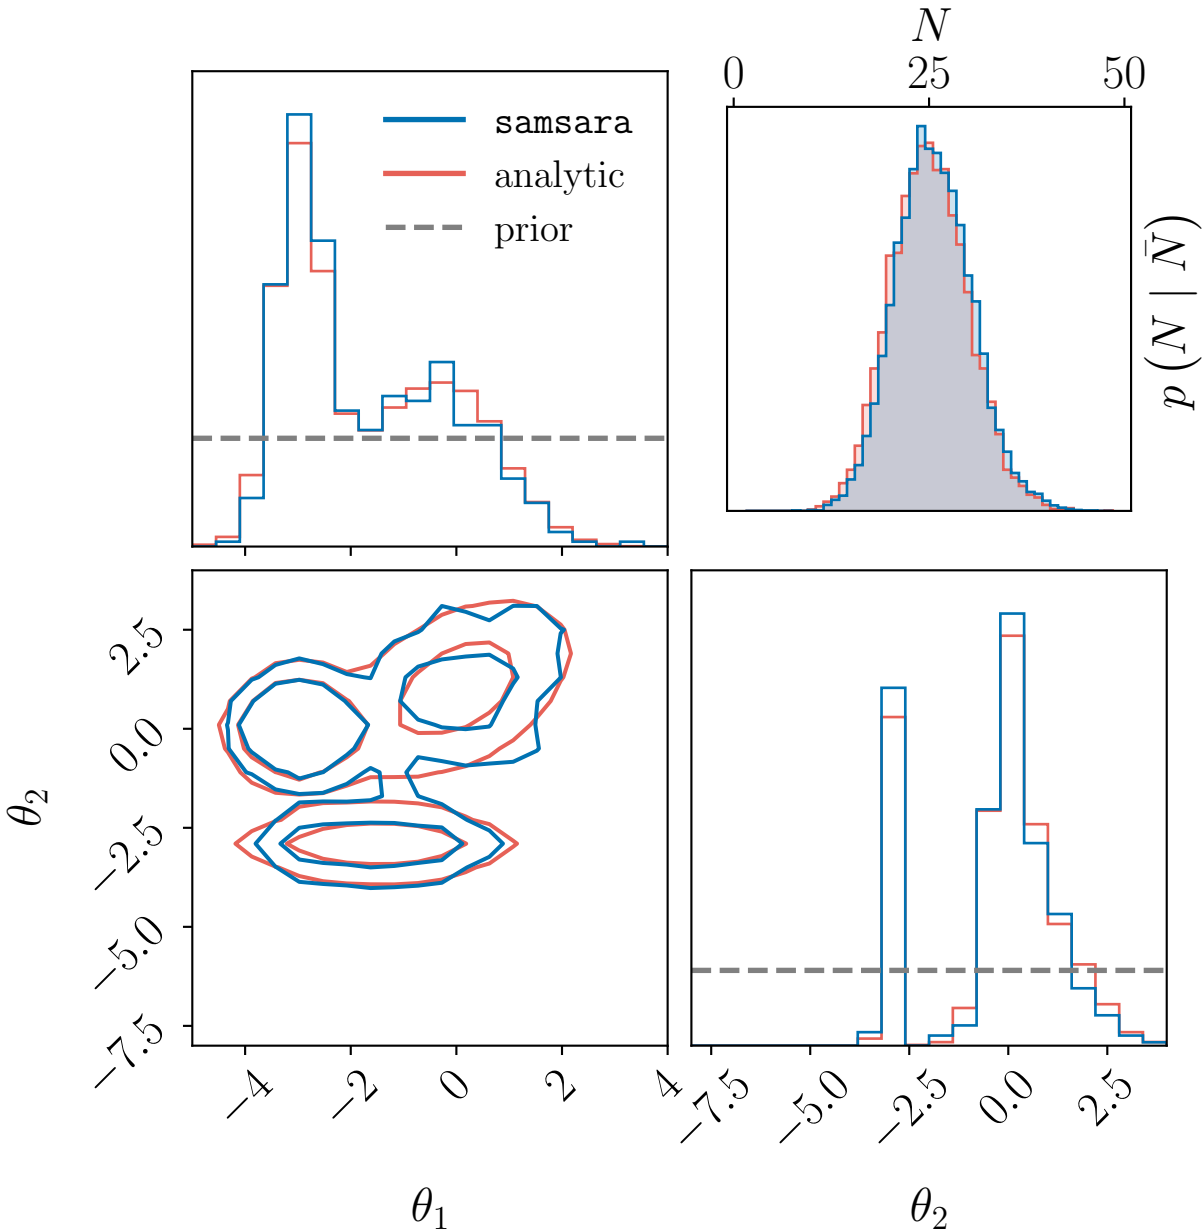 N
0 25 50
samsara
analytic
prior
p (N | N̄)
2.5
0.0
−2.5
−5.0
−7.5
θ₂
−4 −2 0 2 4
θ₁
−7.5 −5.0 −2.5 0.0 2.5
θ₂